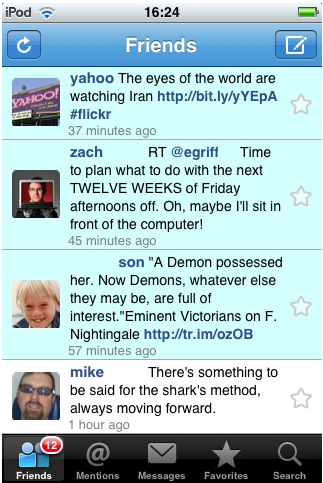 iPod 16:24
Friends
YAHOO!
yahoo The eyes of the world are
watching Iran http://bit.ly/yYEpA
#flickr
37 minutes ago
zach RT @egriff Time
to plan what to do with the next
TWELVE WEEKS of Friday
afternoons off. Oh, maybe I'll sit in
front of the computer!
45 minutes ago
son "A Demon possessed
her. Now Demons, whatever else
they may be, are full of
interest."Eminent Victorians on F.
Nightingale http://tr.im/ozOB
57 minutes ago
mike There's something to
be said for the shark's method,
always moving forward.
1 hour ago
12
Friends Mentions Messages Favorites Search